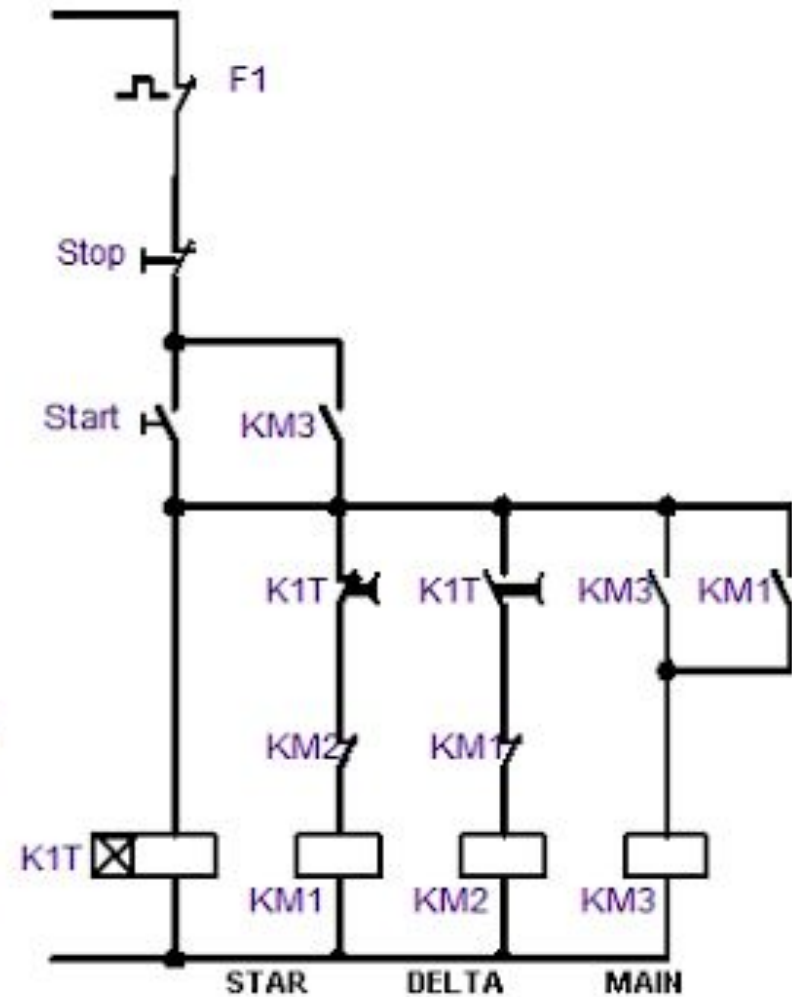 F1
Stop
Start KM3
K1T K1T KM3 KM1
KM2 KM1
K1T
KM1 KM2 KM3
STAR DELTA MAIN